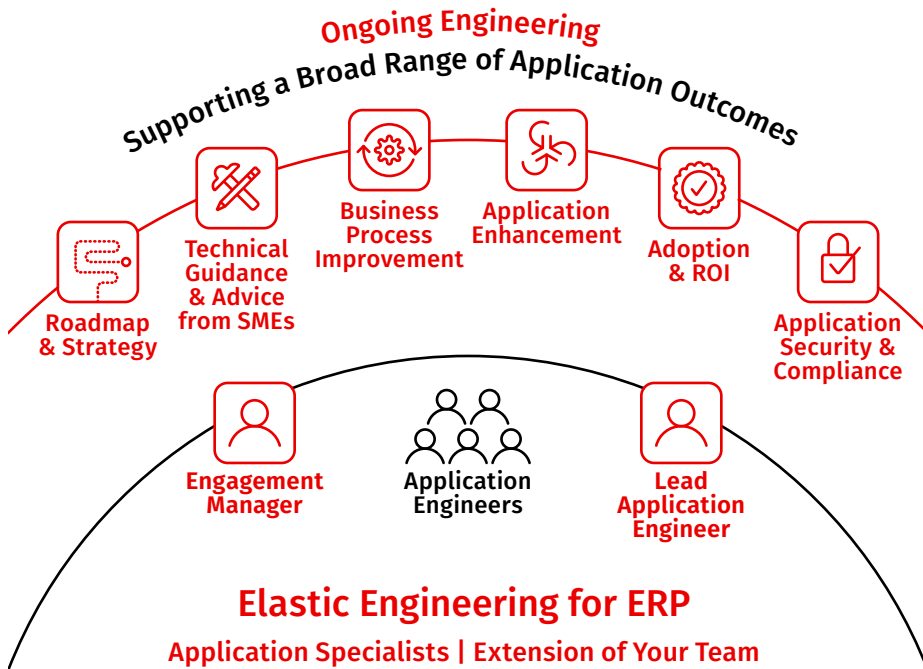 Ongoing Engineering
Supporting a Broad Range of Application Outcomes
Roadmap
& Strategy
Technical
Guidance
& Advice
from SMEs
Business
Process
Improvement
Application
Enhancement
Adoption
& ROI
Application
Security &
Compliance
Engagement
Manager
Application
Engineers
Lead
Application
Engineer
Elastic Engineering for ERP
Application Specialists | Extension of Your Team